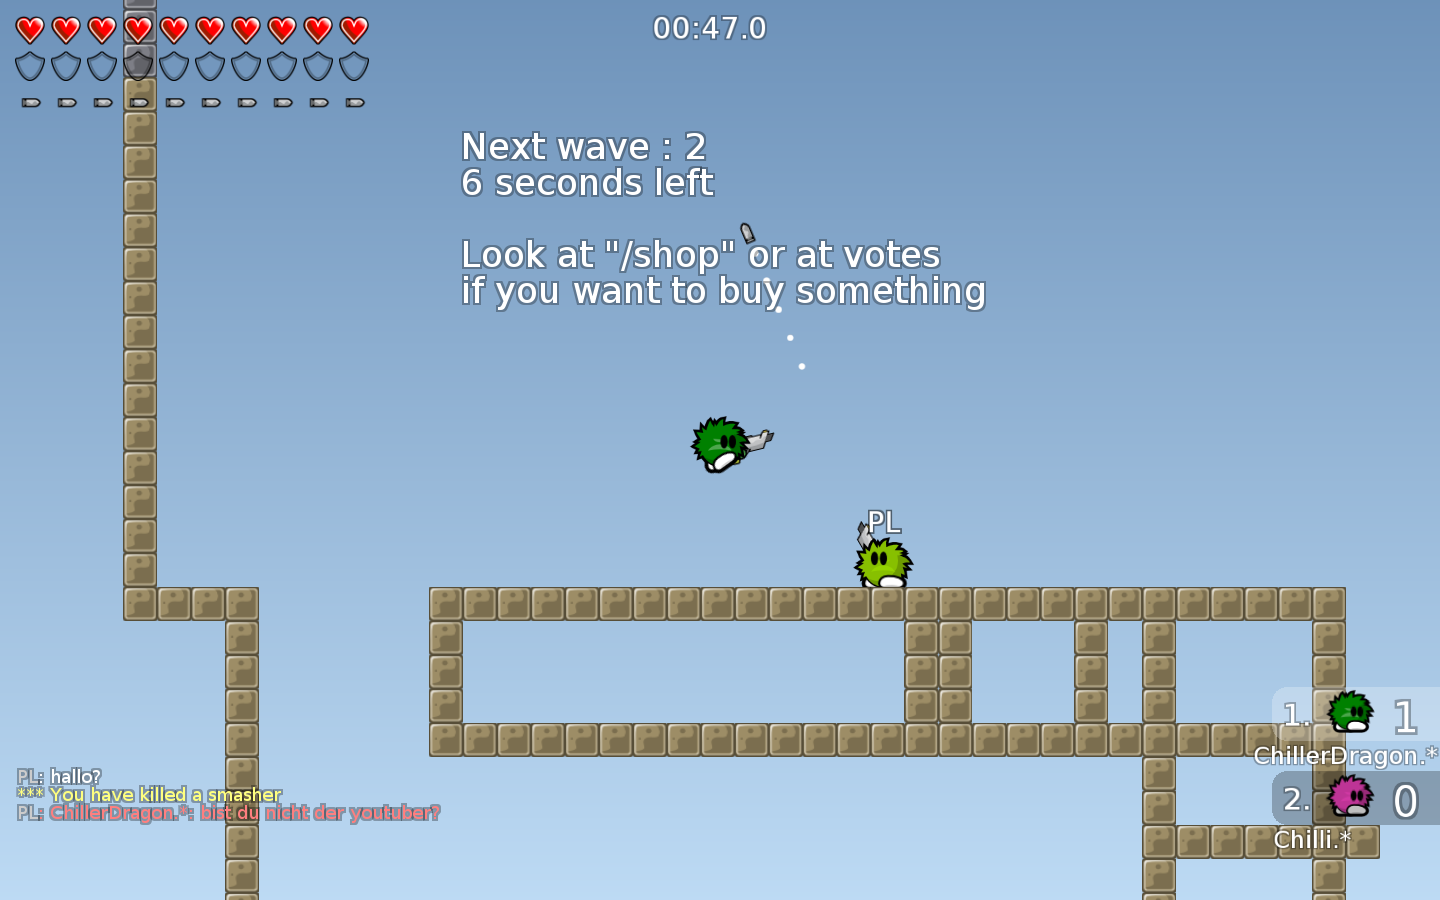 00:47.0
Next wave : 2
6 seconds left
Look at "/shop" or at votes
if you want to buy something
PL
1. 1
ChillerDragon.*
2. 0
Chilli.*
PL: hallo?
*** You have killed a smasher
PL: ChillerDragon.*: bist du nicht der youtuber?